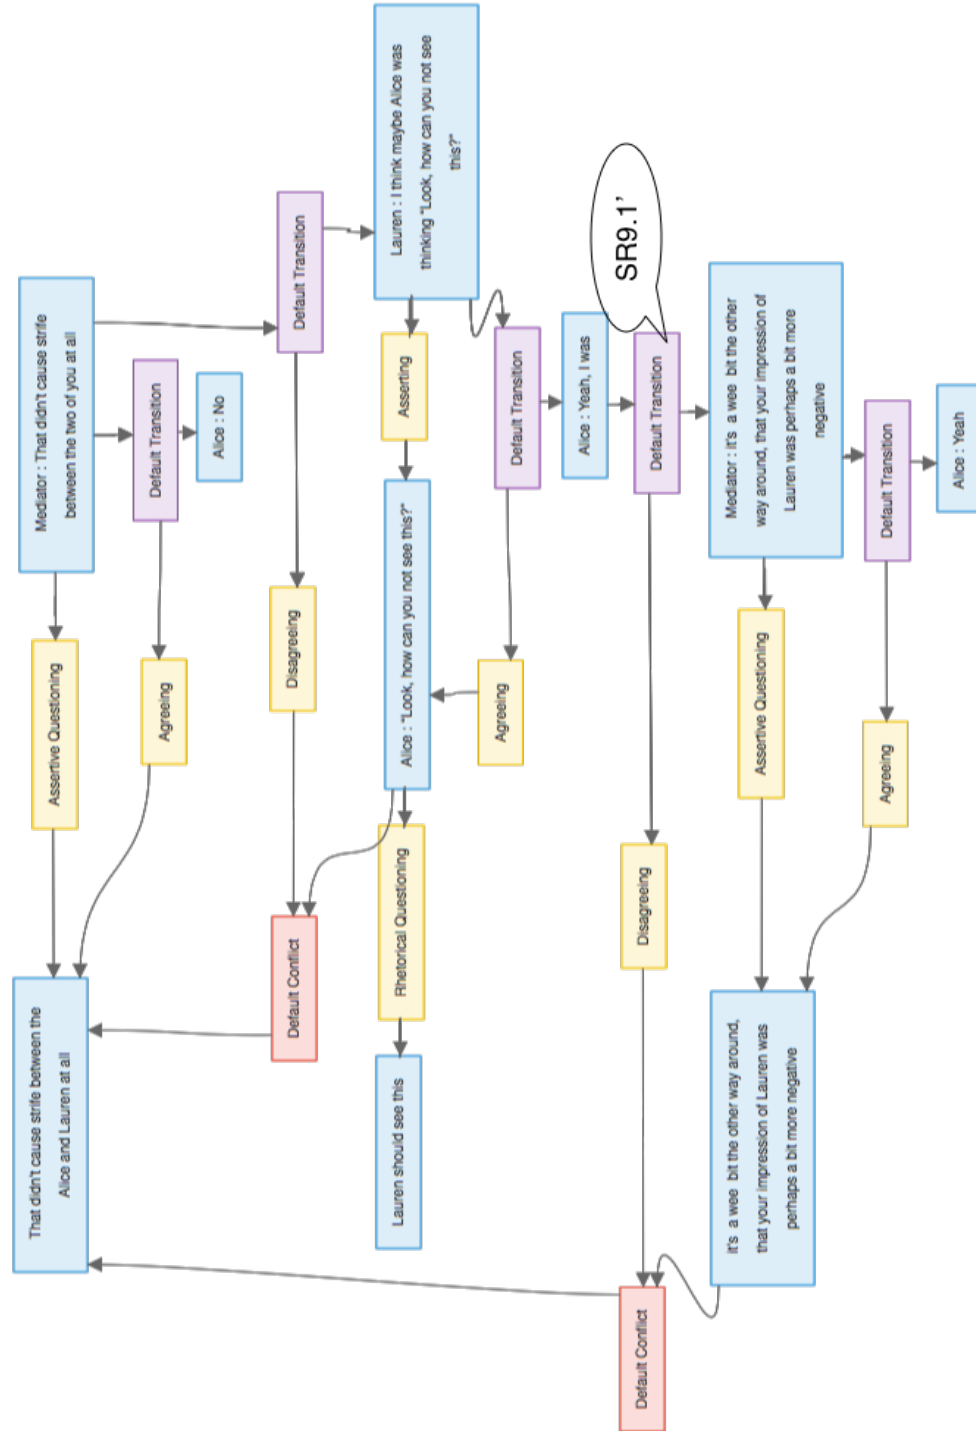 That didn't cause strife between the
Alice and Lauren at all
Assertive Questioning
Mediator : That didn't cause strife
between the two of you at all
Agreeing
Default Transition
Alice : No
Default Conflict
Disagreeing
Default Transition
Lauren should see this
Rhetorical Questioning
Alice : "Look, how can you not see this?"
Asserting
Lauren : I think maybe Alice was
thinking "Look, how can you not see
this?"
Agreeing
Default Transition
Alice : Yeah, I was
Default Conflict
Disagreeing
Default Transition
SR9.1'
it's a wee bit the other way around,
that your impression of Lauren was
perhaps a bit more negative
Assertive Questioning
Mediator : it's a wee bit the other
way around, that your impression of
Lauren was perhaps a bit more
negative
Agreeing
Default Transition
Alice : Yeah